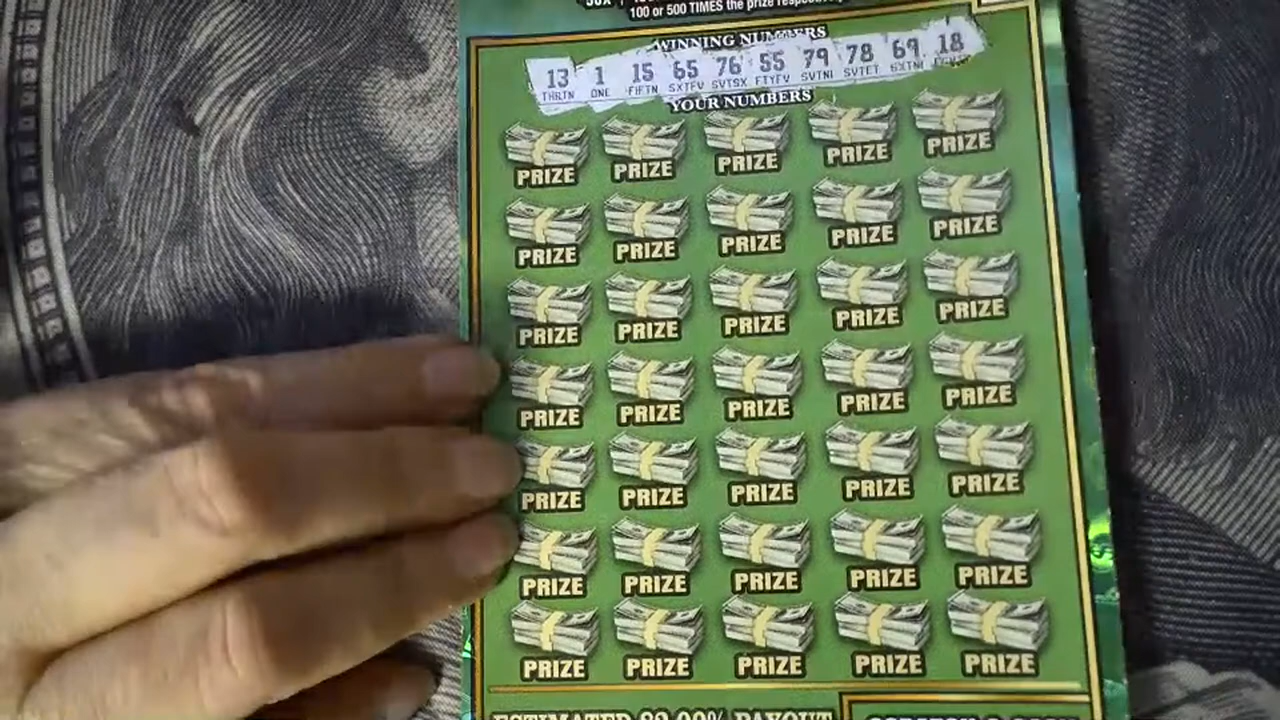 100 or 500 TIMES the prize
WINNING NUMBERS
13 1 15 65 76 55 79 78 69 18
THRTN ONE FIFTN SXTFV SVTSX FTYFV SVTNI SVTET SXTNI
YOUR NUMBERS
PRIZE PRIZE PRIZE PRIZE PRIZE
PRIZE PRIZE PRIZE PRIZE PRIZE
PRIZE PRIZE PRIZE PRIZE PRIZE
PRIZE PRIZE PRIZE PRIZE PRIZE
PRIZE PRIZE PRIZE PRIZE PRIZE
PRIZE PRIZE PRIZE PRIZE PRIZE
PRIZE PRIZE PRIZE PRIZE PRIZE
PAYOUT